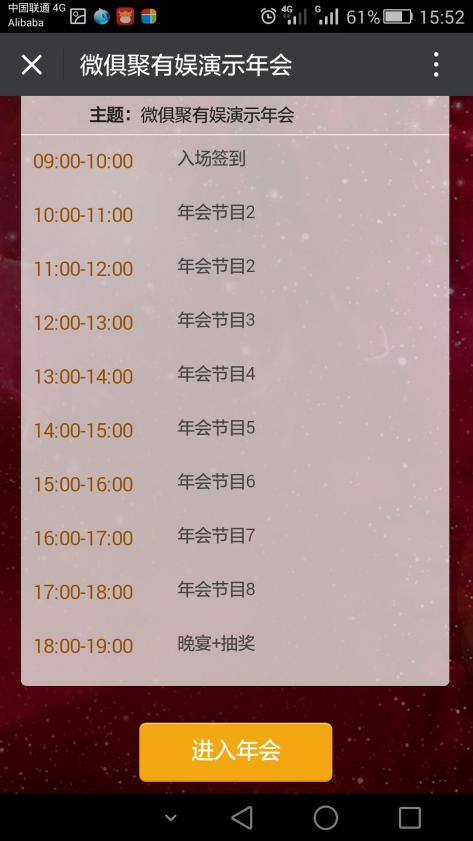 中国联通 4G
Alibaba
4G
G
61%
15:52
微俱聚有娱演示年会
主题：微俱聚有娱演示年会
09:00-10:00 入场签到
10:00-11:00 年会节目2
11:00-12:00 年会节目2
12:00-13:00 年会节目3
13:00-14:00 年会节目4
14:00-15:00 年会节目5
15:00-16:00 年会节目6
16:00-17:00 年会节目7
17:00-18:00 年会节目8
18:00-19:00 晚宴+抽奖
进入年会